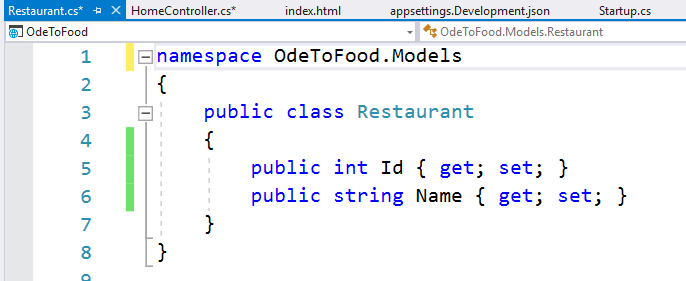 Restaurant.cs* HomeController.cs* index.html appsettings.Development.json Startup.cs
OdeToFood OdeToFood.Models.Restaurant
1 namespace OdeToFood.Models
2 {
3 public class Restaurant
4 {
5 public int Id { get; set; }
6 public string Name { get; set; }
7 }
8 }
9